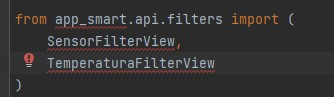 from app_smart.api.filters import (
    SensorFilterView,
    TemperaturaFilterView
)